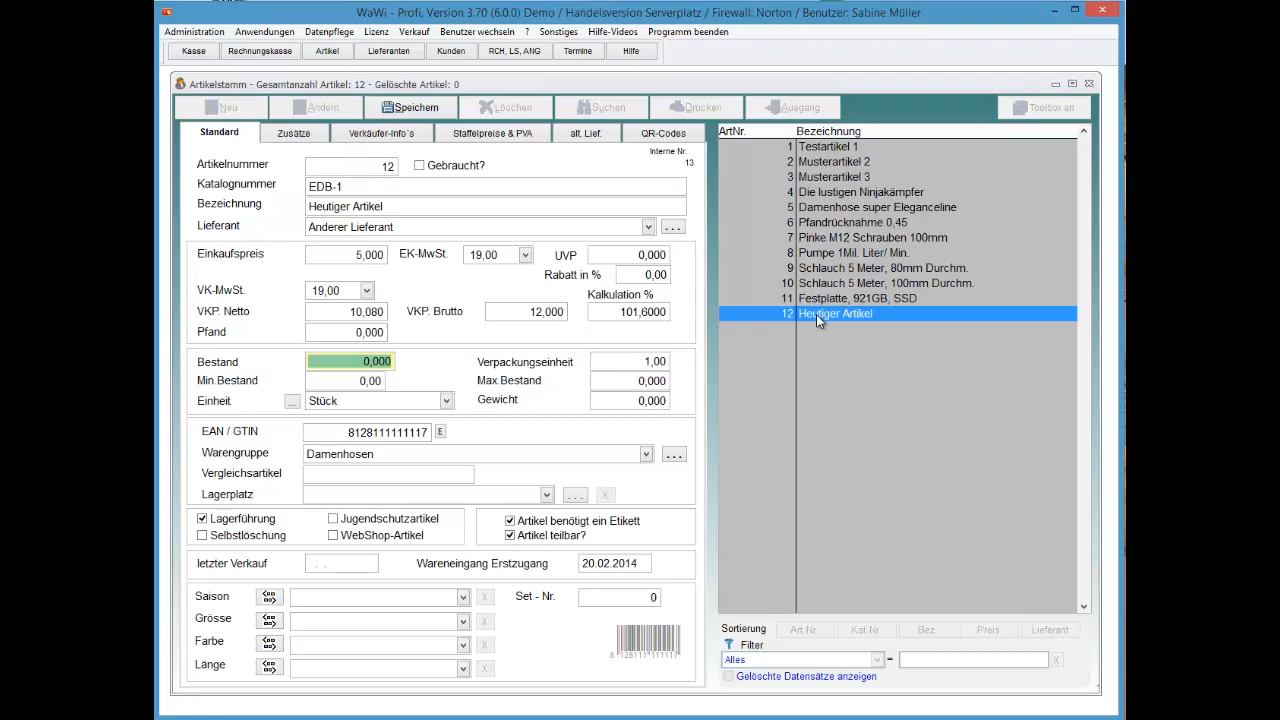 WaWi - Profi, Version 3.70 (6.0.0) Demo / Handelsversion Serverplatz / Firewall: Norton / Benutzer: Sabine Müller
Administration Anwendungen Datenpflege Lizenz Verkauf Benutzer wechseln ? Sonstiges Hilfe-Videos Programm beenden
Kasse Rechnungskasse Artikel Lieferanten Kunden RCH, LS, ANG Termine Hilfe
Artikelstamm - Gesamtanzahl Artikel: 12 - Gelöschte Artikel: 0
Neu Ändern Speichern Löschen Suchen Drucken Ausgang Toolbox an
Standard Zusätze Verkäufer-Info´s Staffelpreise & PVA alt. Lief. QR-Codes
Interne Nr.
13
Artikelnummer 12 Gebraucht?
Katalognummer EDB-1
Bezeichnung Heutiger Artikel
Lieferant Anderer Lieferant ...
Einkaufspreis 5,000 EK-MwSt. 19,00 UVP 0,000
Rabatt in % 0,00
VK-MwSt. 19,00 Kalkulation %
VKP. Netto 10,080 VKP. Brutto 12,000 101,6000
Pfand 0,000
Bestand 0,000 Verpackungseinheit 1,00
Min.Bestand 0,00 Max.Bestand 0,000
Einheit ... Stück Gewicht 0,000
EAN / GTIN 8128111111117 E
Warengruppe Damenhosen ...
Vergleichsartikel
Lagerplatz ... X
Lagerführung Jugendschutzartikel Artikel benötigt ein Etikett
Selbstlöschung WebShop-Artikel Artikel teilbar?
letzter Verkauf . . Wareneingang Erstzugang 20.02.2014
Saison X Set - Nr. 0
Grösse X
Farbe X
8 128111 111117
Länge X
ArtNr. Bezeichnung
1 Testartikel 1
2 Musterartikel 2
3 Musterartikel 3
4 Die lustigen Ninjakämpfer
5 Damenhose super Eleganceline
6 Pfandrücknahme 0,45
7 Pinke M12 Schrauben 100mm
8 Pumpe 1Mil. Liter/ Min.
9 Schlauch 5 Meter, 80mm Durchm.
10 Schlauch 5 Meter, 100mm Durchm.
11 Festplatte, 921GB, SSD
12 Heutiger Artikel
Sortierung Art.Nr Kat.Nr Bez Preis Lieferant
Filter
Alles = X
Gelöschte Datensätze anzeigen